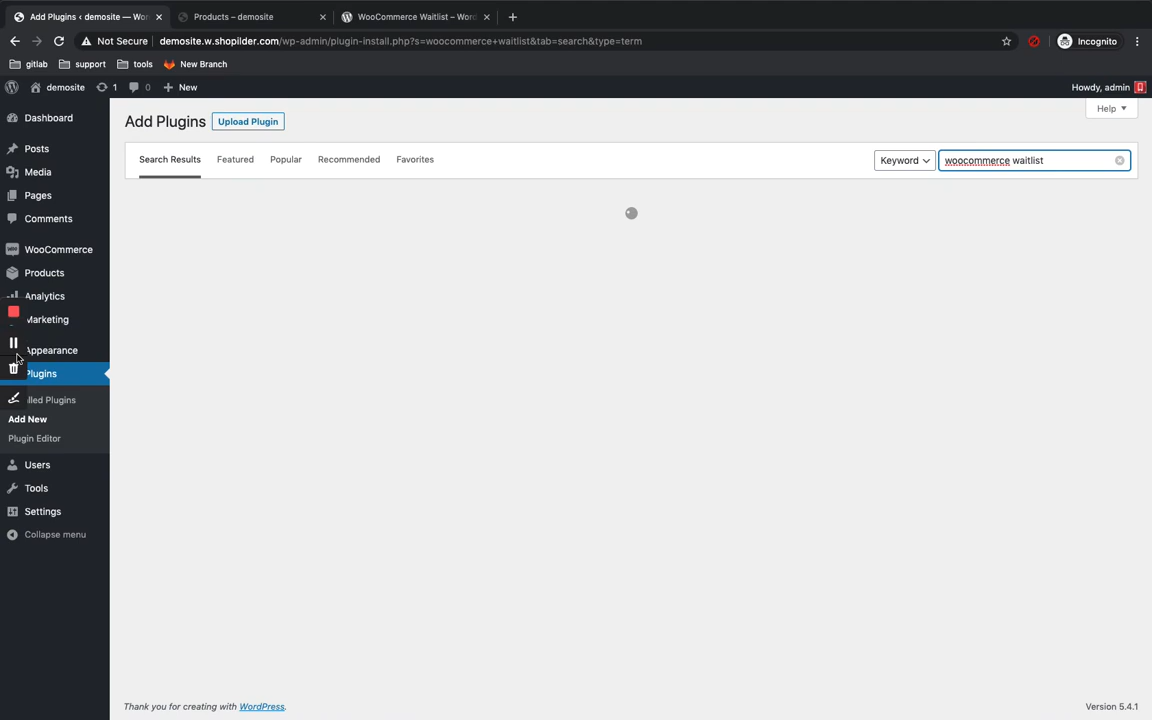 Add Plugins ‹ demosite — Wor
Products – demosite
WooCommerce Waitlist – Word
Not Secure
demosite.w.shopilder.com/wp-admin/plugin-install.php?s=woocommerce+waitlist&tab=search&type=term
Incognito
gitlab
support
tools
New Branch
demosite
1
0
New
Howdy, admin
Dashboard
Posts
Media
Pages
Comments
WooCommerce
Products
Analytics
Marketing
Appearance
Plugins
lled Plugins
Add New
Plugin Editor
Users
Tools
Settings
Collapse menu
Add Plugins
Upload Plugin
Help
Search Results
Featured
Popular
Recommended
Favorites
Keyword
woocommerce waitlist
Thank you for creating with WordPress.
Version 5.4.1